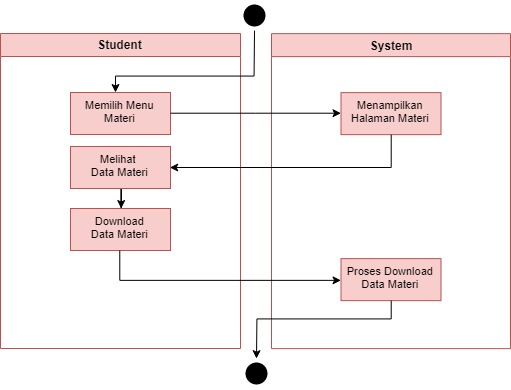 Student
System
Memilih Menu
Materi
Menampilkan
Halaman Materi
Melihat
Data Materi
Download
Data Materi
Proses Download
Data Materi